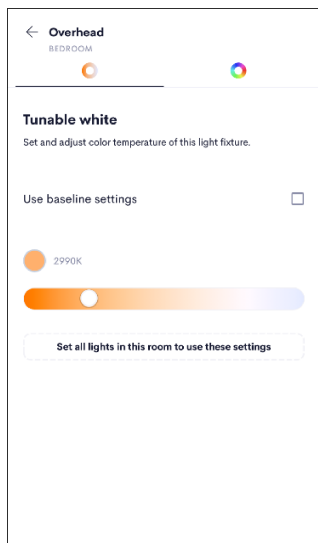 Overhead
BEDROOM
Tunable white
Set and adjust color temperature of this light fixture.
Use baseline settings
2990K
Set all lights in this room to use these settings